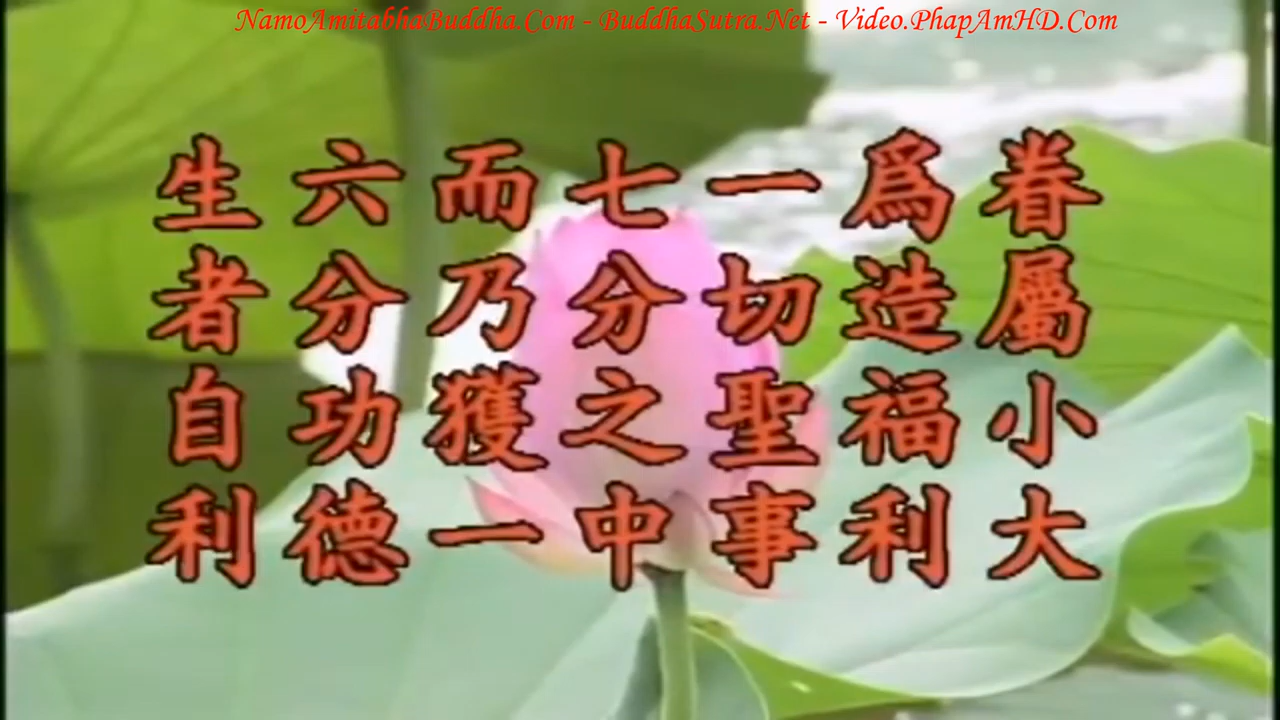 NamoAmitabhaBuddha.Com - BuddhaSutra.Net - Video.PhapAmHD.Com
眷屬小大
爲造福利
一切聖事
七分之中
而乃獲一
六分功德
生者自利